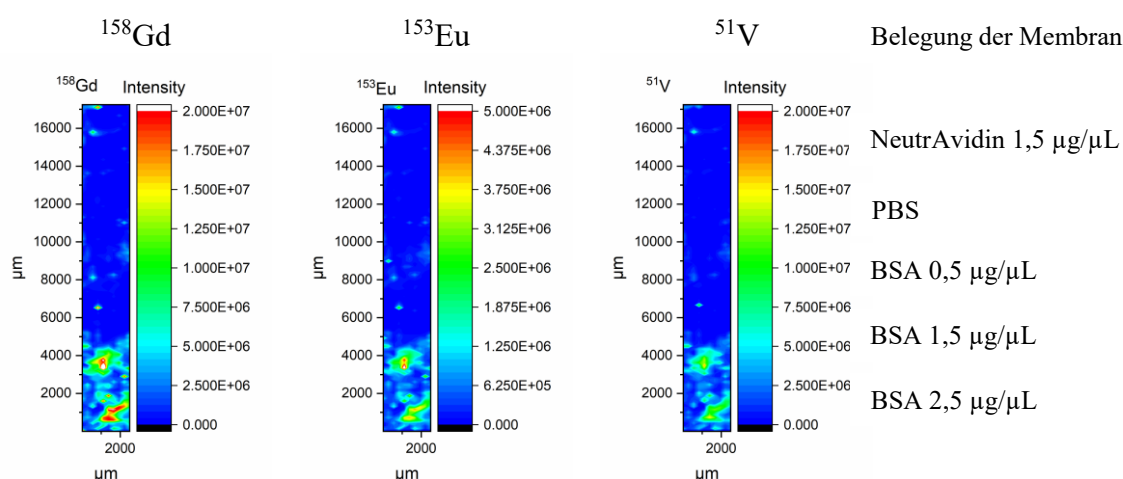 ¹⁵⁸Gd
¹⁵³Eu
⁵¹V
Belegung der Membran
¹⁵⁸Gd Intensity
16000
14000
12000
10000
8000
6000
4000
2000
µm
2.000E+07
1.750E+07
1.500E+07
1.250E+07
1.000E+07
7.500E+06
5.000E+06
2.500E+06
0.000
2000
µm
¹⁵³Eu Intensity
16000
14000
12000
10000
8000
6000
4000
2000
µm
5.000E+06
4.375E+06
3.750E+06
3.125E+06
2.500E+06
1.875E+06
1.250E+06
6.250E+05
0.000
2000
µm
⁵¹V Intensity
16000
14000
12000
10000
8000
6000
4000
2000
µm
2.000E+07
1.750E+07
1.500E+07
1.250E+07
1.000E+07
7.500E+06
5.000E+06
2.500E+06
0.000
2000
µm
NeutrAvidin 1,5 µg/µL
PBS
BSA 0,5 µg/µL
BSA 1,5 µg/µL
BSA 2,5 µg/µL